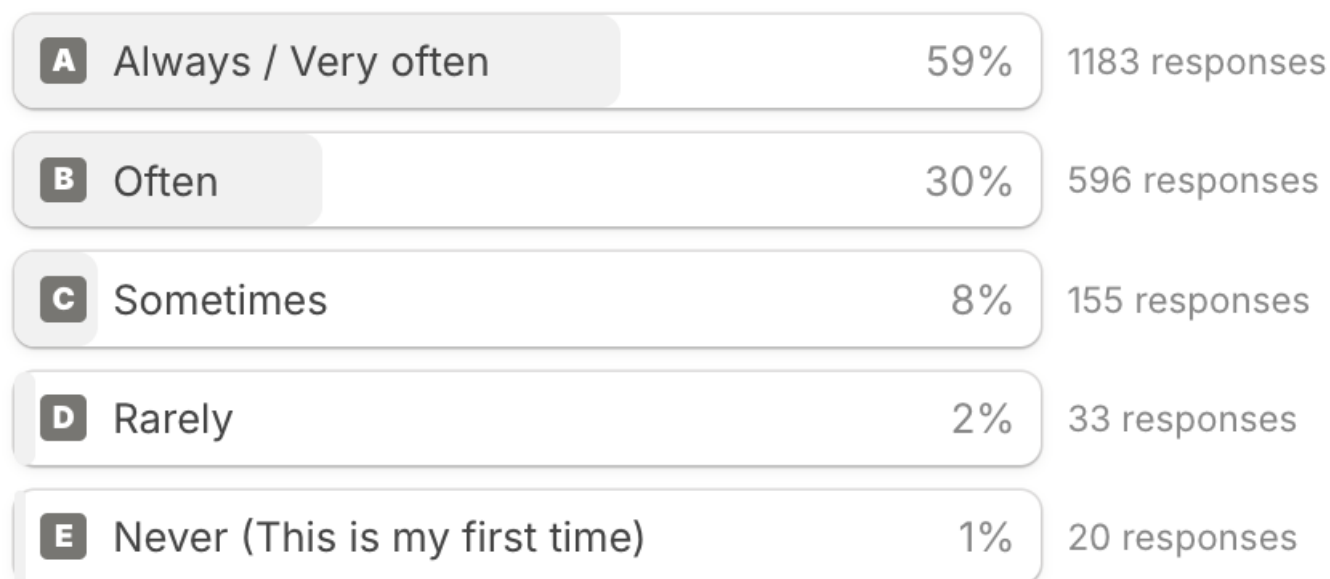 A Always / Very often 59% 1183 responses
B Often 30% 596 responses
C Sometimes 8% 155 responses
D Rarely 2% 33 responses
E Never (This is my first time) 1% 20 responses